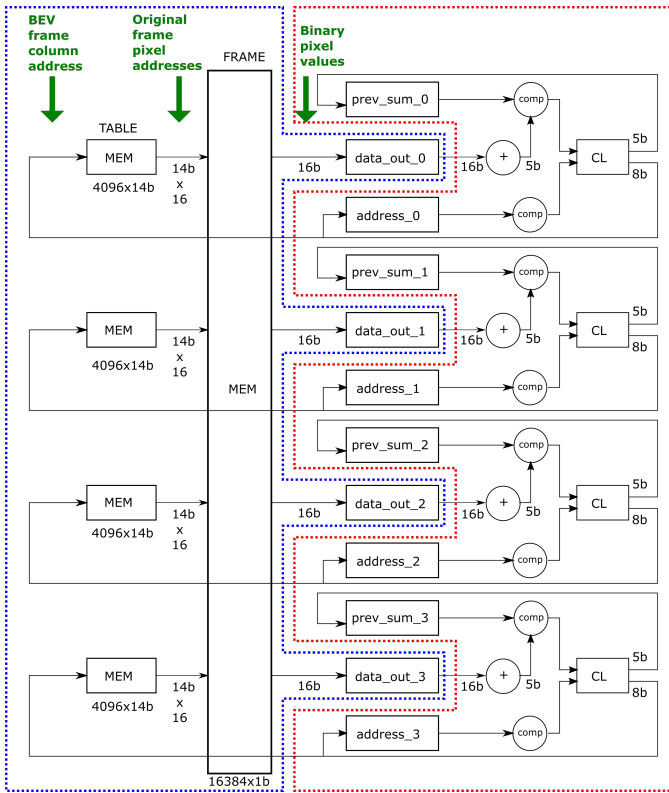 BEV
frame
column
address
Original
frame
pixel
addresses
FRAME
Binary
pixel
values
TABLE
MEM
4096x14b
14b
x
16
16b
prev_sum_0
comp
data_out_0
16b
+
5b
CL
5b
8b
address_0
comp
MEM
4096x14b
14b
x
16
16b
prev_sum_1
comp
data_out_1
16b
+
5b
CL
5b
8b
address_1
comp
MEM
MEM
4096x14b
14b
x
16
16b
prev_sum_2
comp
data_out_2
16b
+
5b
CL
5b
8b
address_2
comp
MEM
4096x14b
14b
x
16
16b
prev_sum_3
comp
data_out_3
16b
+
5b
CL
5b
8b
address_3
comp
16384x1b